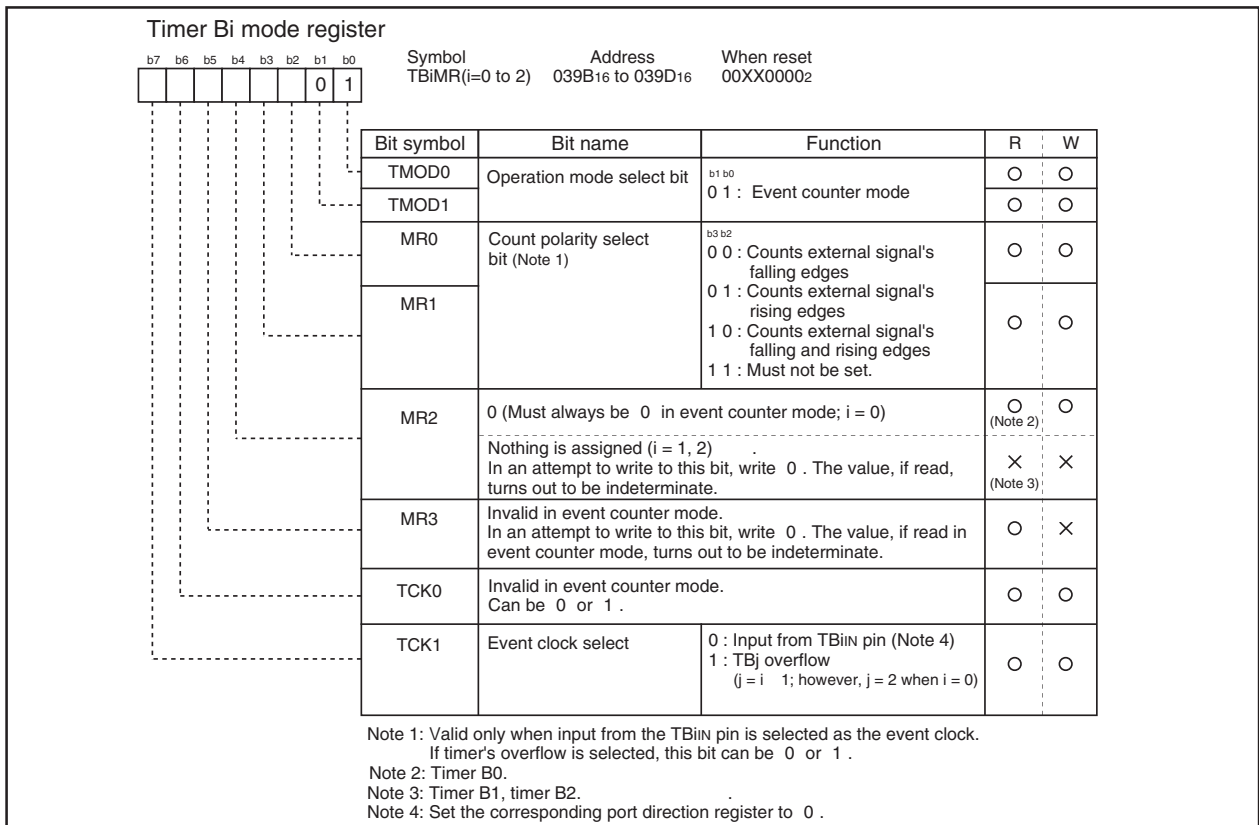 Timer Bi mode register
b7 b6 b5 b4 b3 b2 b1 b0
0 1
Symbol Address When reset
TBiMR(i=0 to 2) 039B16 to 039D16 00XX00002
Bit symbol Bit name Function R W
TMOD0 Operation mode select bit b1 b0
0 1 : Event counter mode
TMOD1
MR0 Count polarity select
bit (Note 1)
b3 b2
0 0 : Counts external signal's
falling edges
0 1 : Counts external signal's
rising edges
1 0 : Counts external signal's
falling and rising edges
1 1 : Must not be set.
MR1
MR2 0 (Must always be 0 in event counter mode; i = 0)
(Note 2)
Nothing is assigned (i = 1, 2) .
In an attempt to write to this bit, write 0 . The value, if read,
turns out to be indeterminate.
(Note 3)
MR3 Invalid in event counter mode.
In an attempt to write to this bit, write 0 . The value, if read in
event counter mode, turns out to be indeterminate.
TCK0 Invalid in event counter mode.
Can be 0 or 1 .
TCK1 Event clock select 0 : Input from TBiIN pin (Note 4)
1 : TBj overflow
(j = i 1; however, j = 2 when i = 0)
Note 1: Valid only when input from the TBiIN pin is selected as the event clock.
If timer's overflow is selected, this bit can be 0 or 1 .
Note 2: Timer B0.
Note 3: Timer B1, timer B2. .
Note 4: Set the corresponding port direction register to 0 .